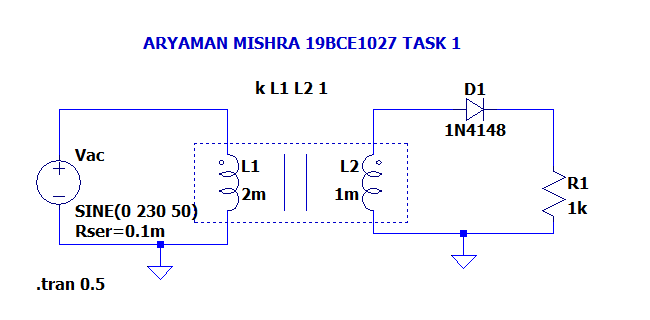 ARYAMAN MISHRA 19BCE1027 TASK 1
k L1 L2 1
D1
1N4148
Vac
L1
L2
2m
1m
R1
1k
SINE(0 230 50)
Rser=0.1m
.tran 0.5